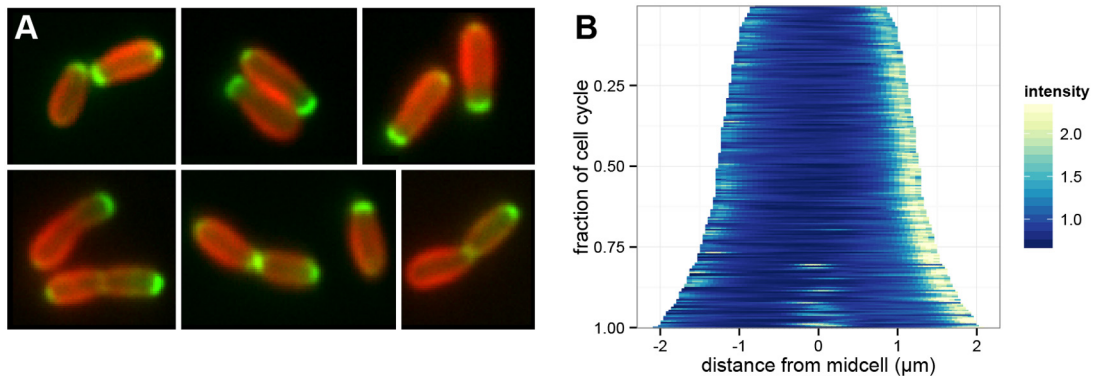 A
B
fraction of cell cycle
0.25
0.50
0.75
1.00
-2 -1 0 1 2
distance from midcell (µm)
intensity
2.0
1.5
1.0